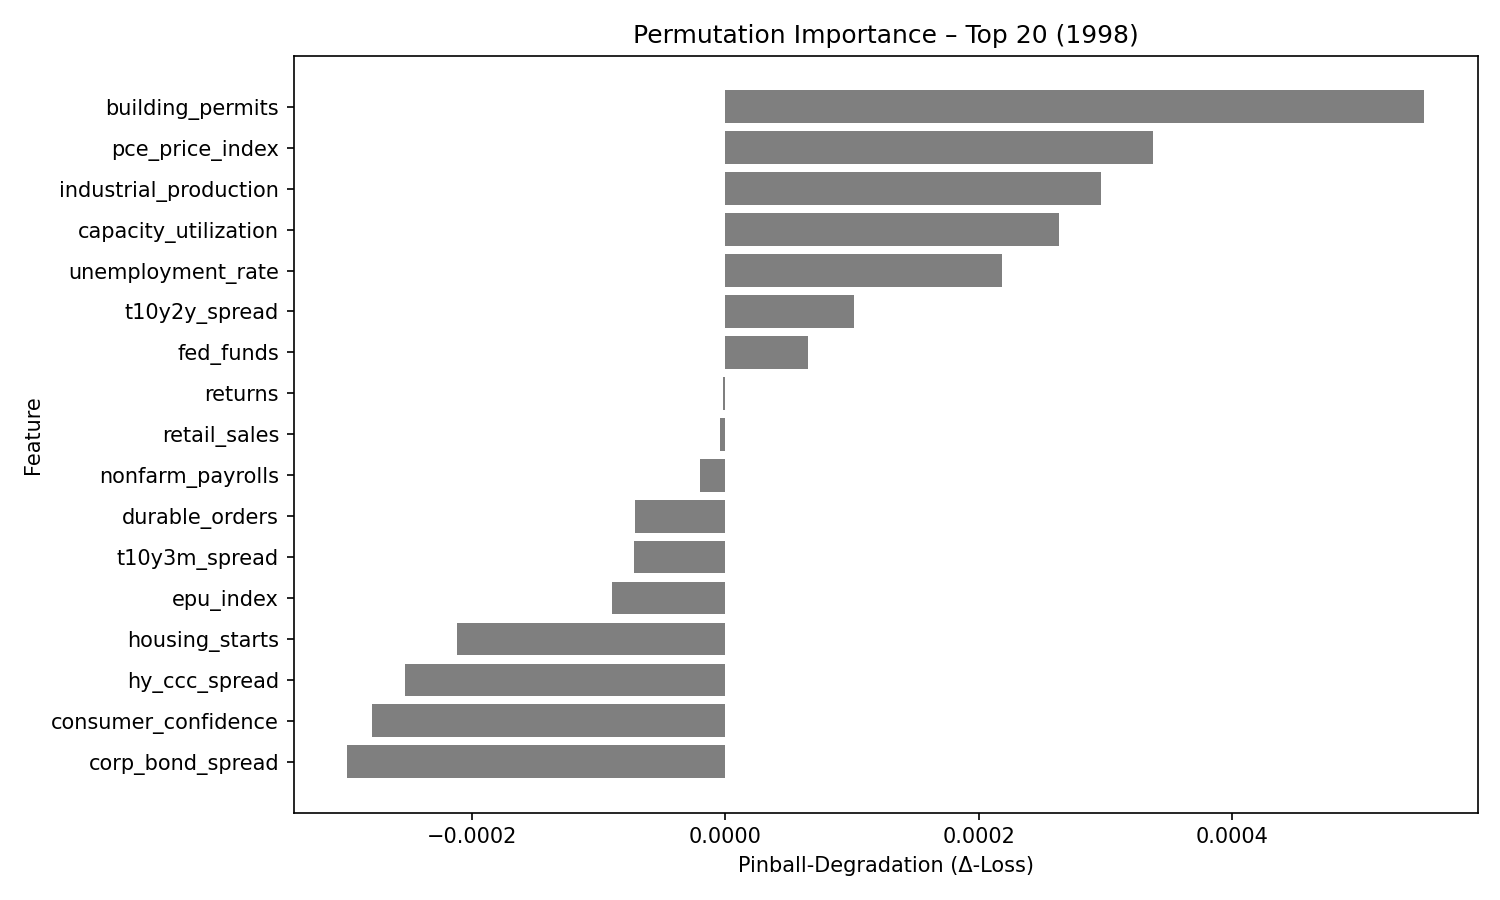 Permutation Importance – Top 20 (1998)
building_permits
pce_price_index
industrial_production
capacity_utilization
unemployment_rate
t10y2y_spread
fed_funds
returns
retail_sales
nonfarm_payrolls
durable_orders
t10y3m_spread
epu_index
housing_starts
hy_ccc_spread
consumer_confidence
corp_bond_spread
Feature
−0.0002 0.0000 0.0002 0.0004
Pinball-Degradation (Δ-Loss)